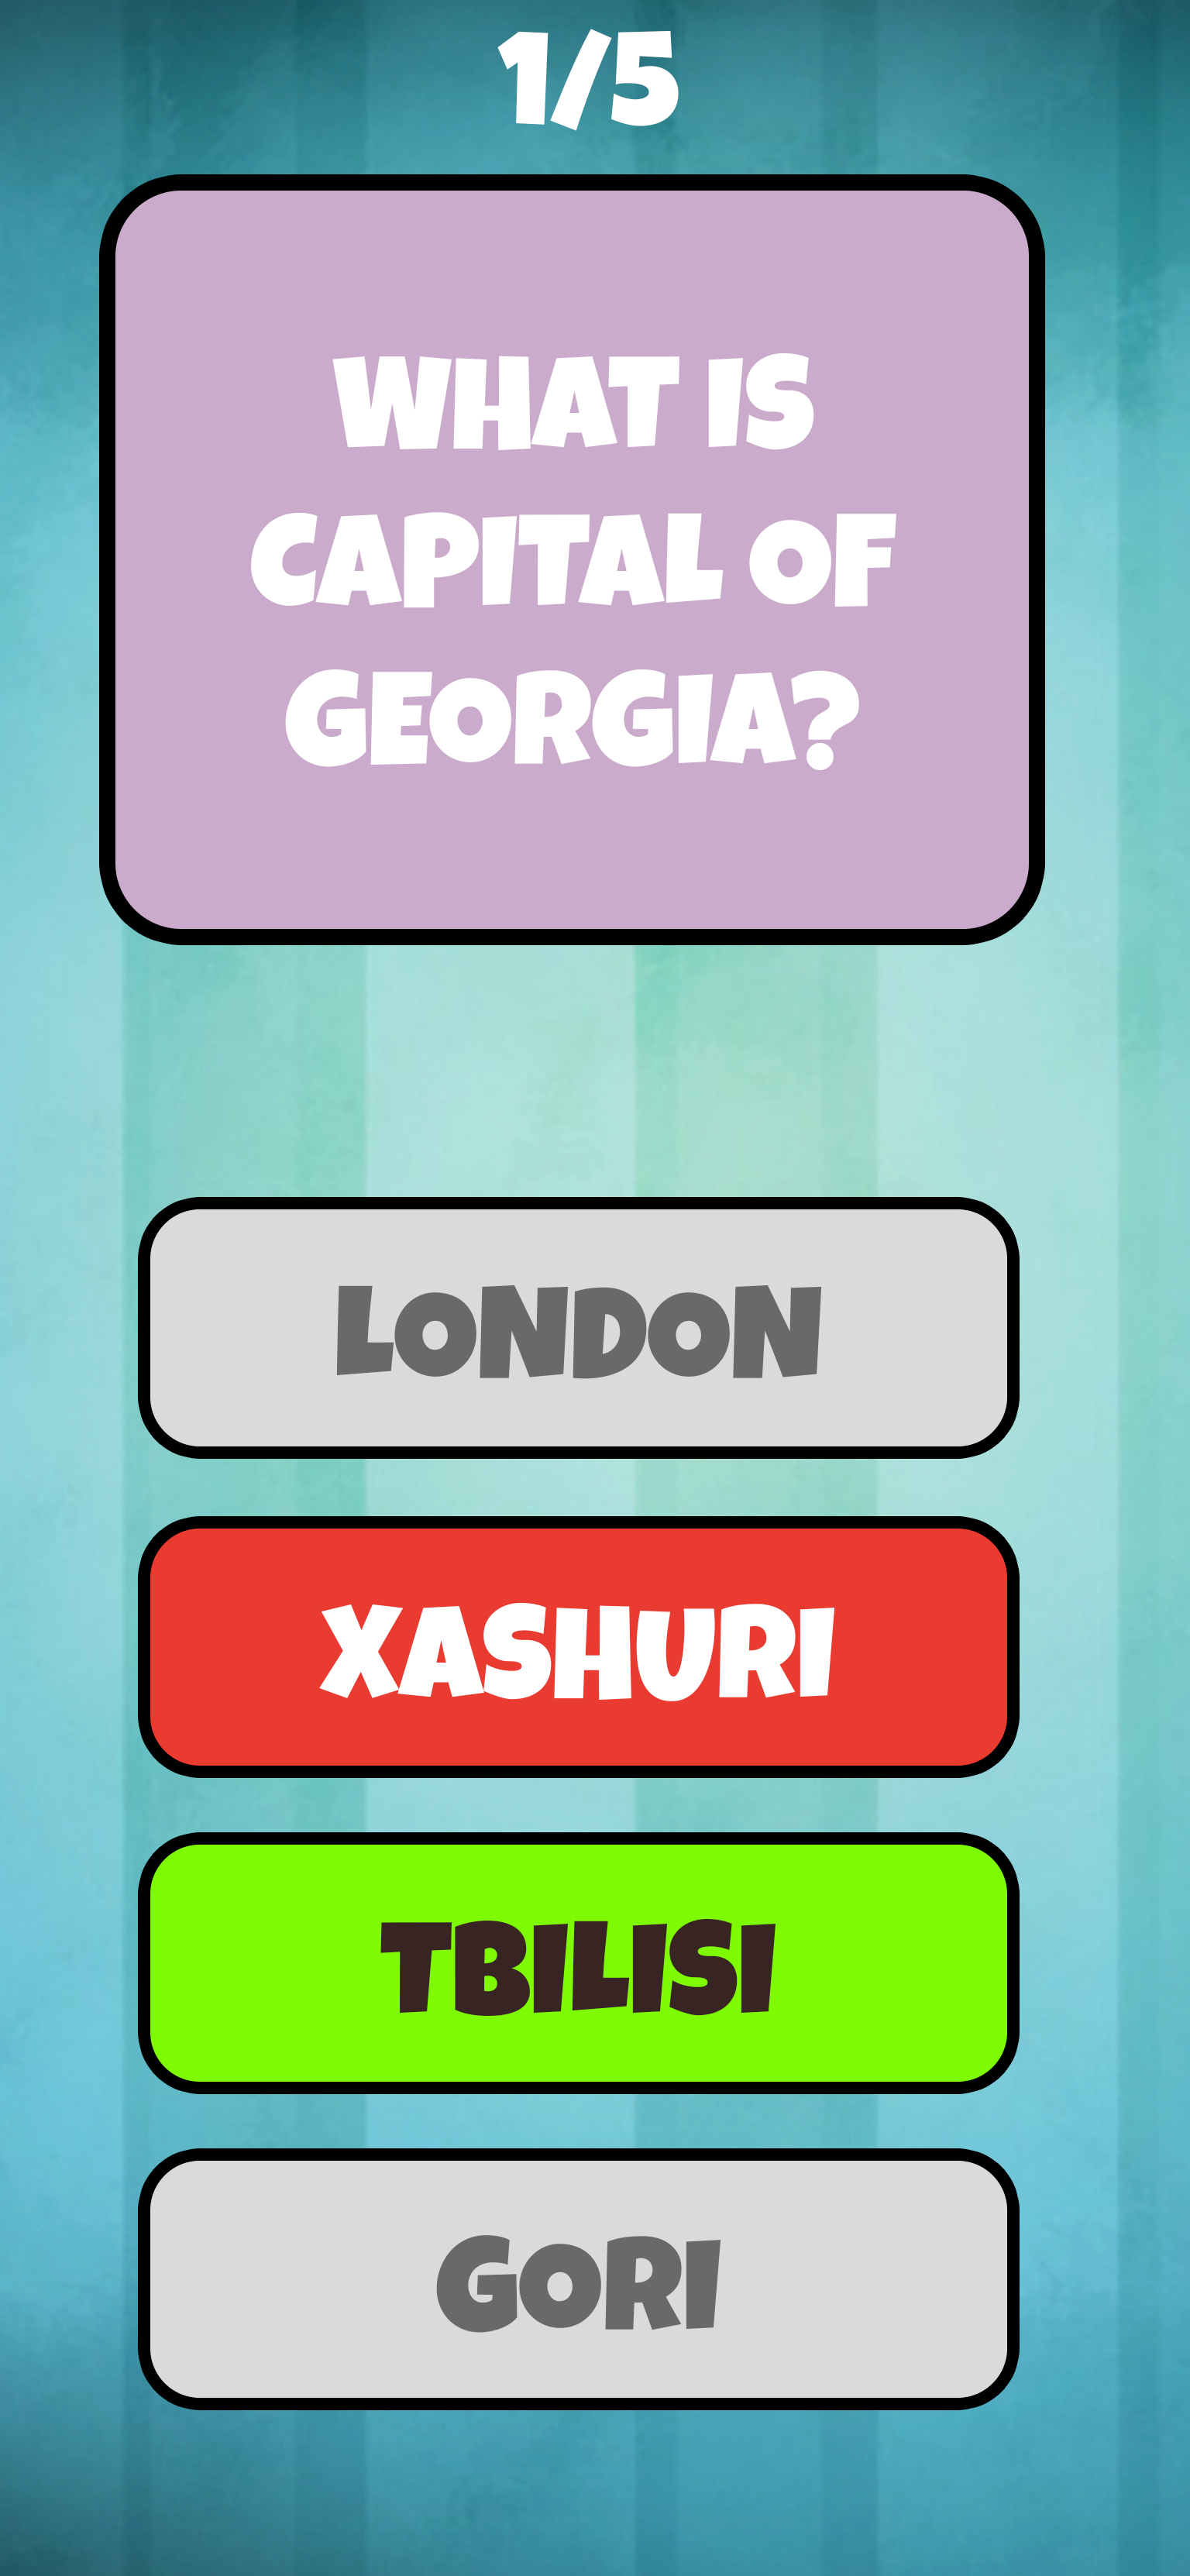 1/5
WHAT IS
CAPITAL OF
GEORGIA?
LONDON
XASHURI
TBILISI
GORI